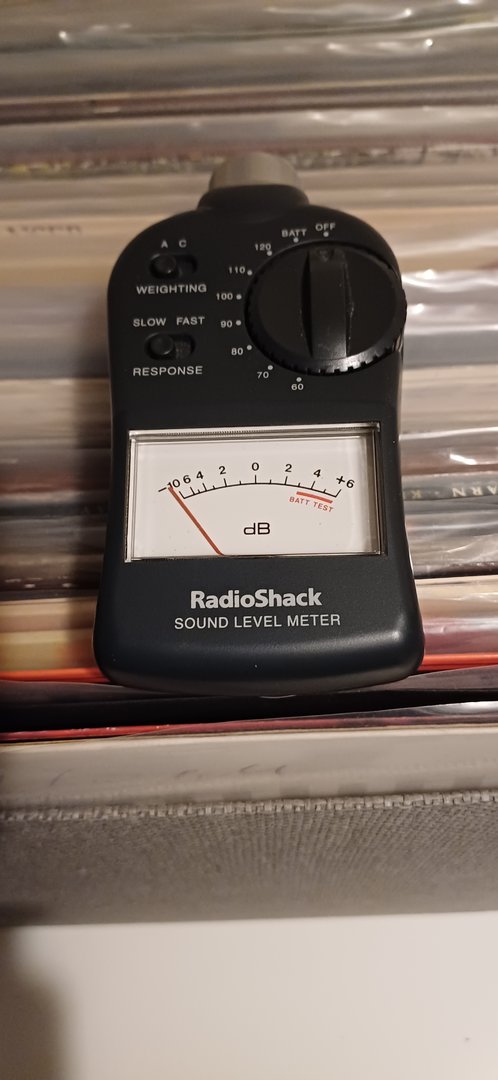 A C
WEIGHTING
SLOW FAST
RESPONSE
OFF
BATT
120
110
100
90
80
70
60
-10 6 4 2 0 2 4 +6
BATT. TEST
dB
RadioShack
SOUND LEVEL METER